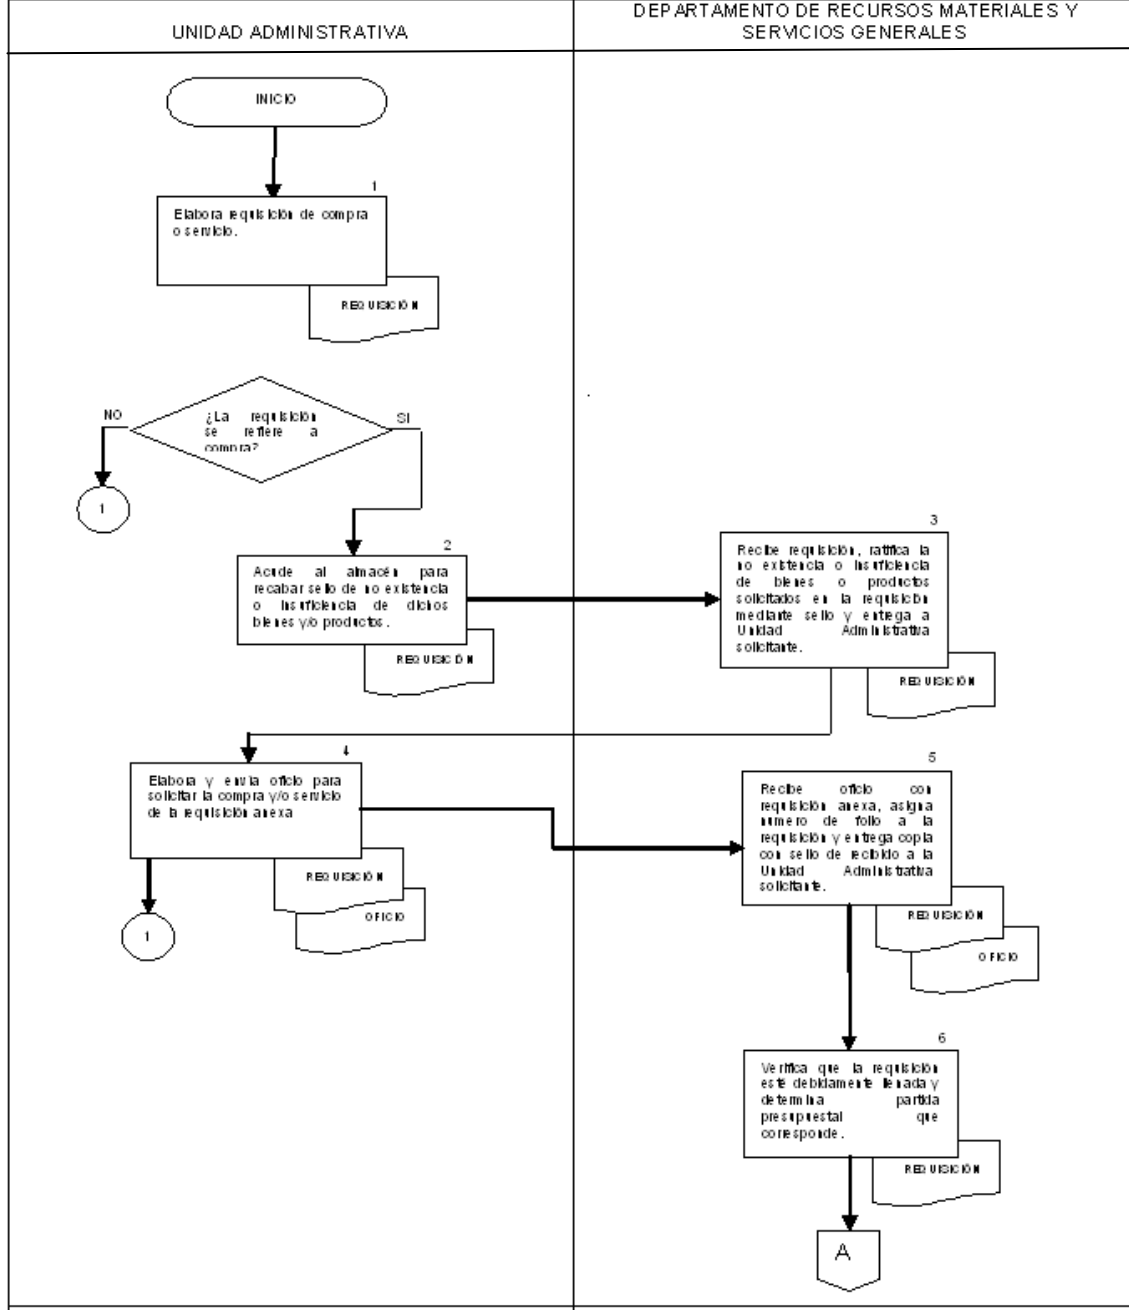 UNIDAD ADMINISTRATIVA
DEPARTAMENTO DE RECURSOS MATERIALES Y
SERVICIOS GENERALES
INICIO
1
Elabora requisición de compra
o servicio.
REQUISICIÓN
¿La requisición
se refiere a
compra?
NO
SI
1
2
Acude al almacén para
recabar sello de no existencia
o insuficiencia de dichos
bienes y/o productos.
REQUISICIÓN
3
Recibe requisición, ratifica la
no existencia o insuficiencia
de bienes o productos
solicitados en la requisición
mediante sello y entrega a
Unidad Administrativa
solicitante.
REQUISICIÓN
4
Elabora y envía oficio para
solicitar la compra y/o servicio
de la requisición anexa
REQUISICIÓN
OFICIO
1
5
Recibe oficio con
requisición anexa, asigna
numero de folio a la
requisición y entrega copia
con sello de recibido a la
Unidad Administrativa
solicitante.
REQUISICIÓN
OFICIO
6
Verifica que la requisición
esté debidamente llenada y
determina partida
presupuestal que
corresponde.
REQUISICIÓN
A